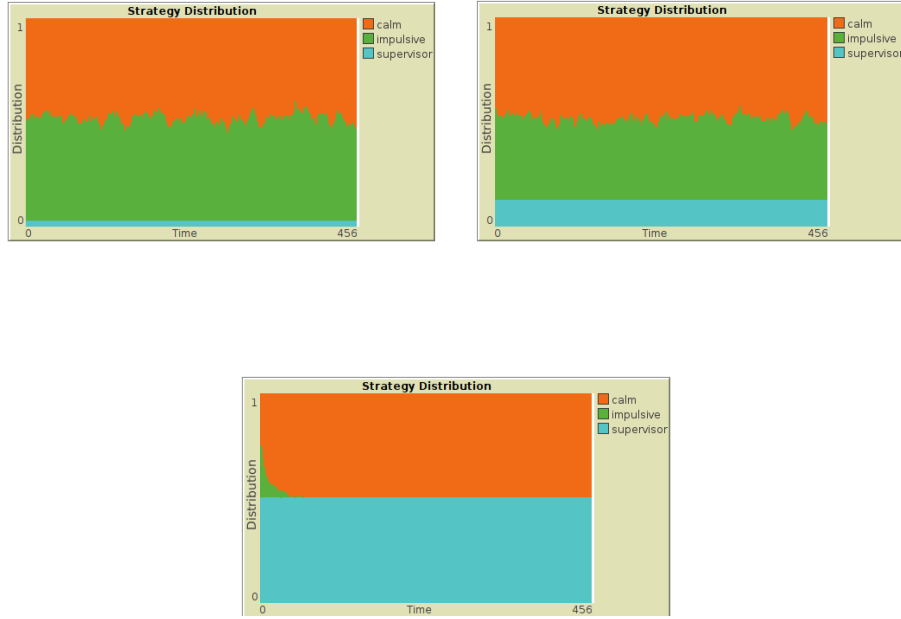 Strategy Distribution
1
calm
impulsive
supervisor
Distribution
0
0 Time 456
Strategy Distribution
1
calm
impulsive
supervisor
Distribution
0
0 Time 456
Strategy Distribution
1
calm
impulsive
supervisor
Distribution
0
0 Time 456